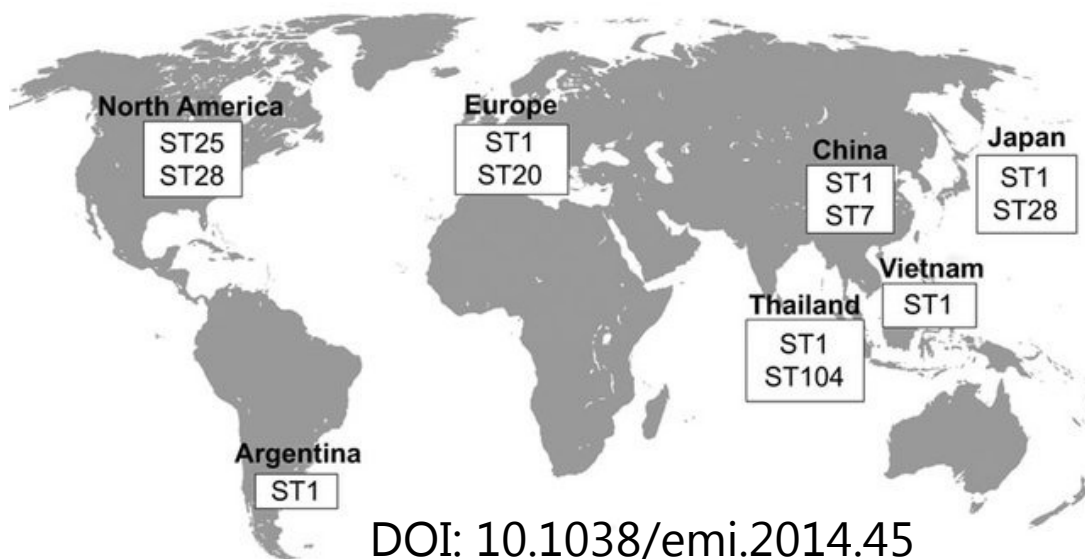 North America
ST25
ST28
Europe
ST1
ST20
China
ST1
ST7
Japan
ST1
ST28
Vietnam
ST1
Thailand
ST1
ST104
Argentina
ST1
DOI: 10.1038/emi.2014.45